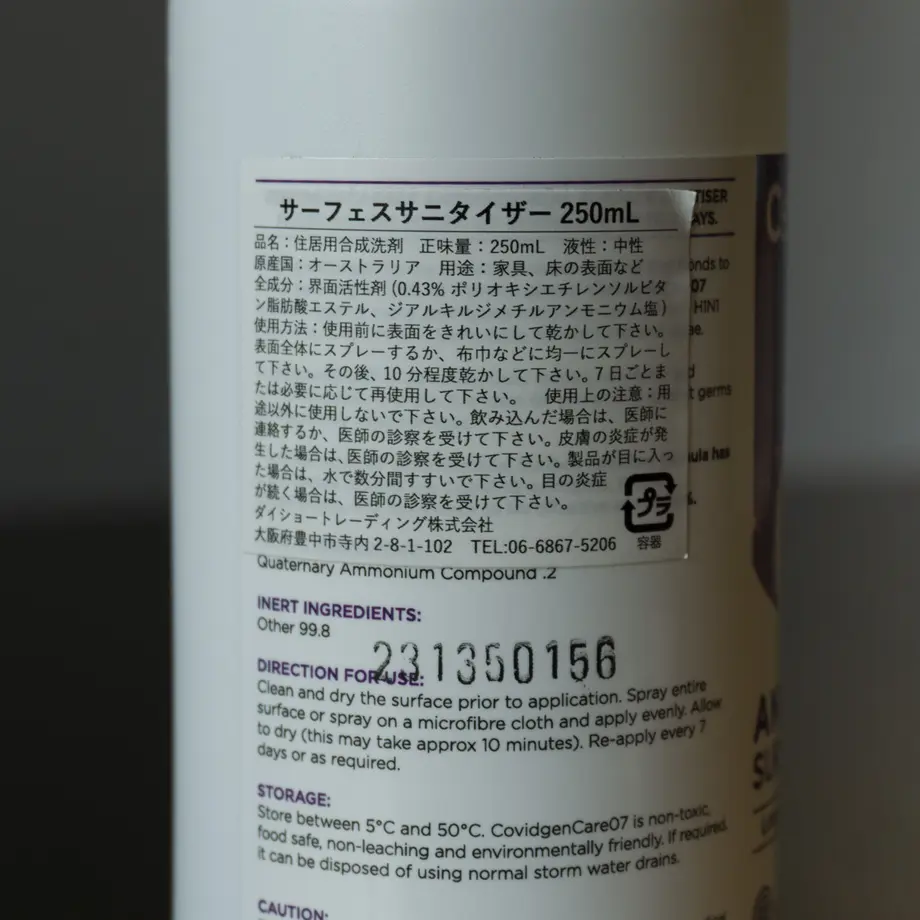 サーフェスサニタイザー 250mL
品名：住居用合成洗剤 正味量：250mL 液性：中性
原産国：オーストラリア 用途：家具、床の表面など
全成分：界面活性剤（0.43% ポリオキシエチレンソルビタ
ン脂肪酸エステル、ジアルキルジメチルアンモニウム塩）
使用方法：使用前に表面をきれいにして乾かして下さい。
表面全体にスプレーするか、布巾などに均一にスプレーし
て下さい。その後、10 分程度乾かして下さい。7 日ごとま
たは必要に応じて再使用して下さい。 使用上の注意：用
途以外に使用しないで下さい。飲み込んだ場合は、医師に
連絡するか、医師の診察を受けて下さい。皮膚の炎症が発
生した場合は、医師の診察を受けて下さい。製品が目に入っ
た場合は、水で数分間すすいで下さい。目の炎症
が続く場合は、医師の診察を受けて下さい。
ダイショートレーディング株式会社
大阪府豊中市寺内 2-8-1-102 TEL:06-6867-5206
プラ
容器
TISER
AYS.
onds to
07
H1N1
ae.
d
t germs
ula has
Quaternary Ammonium Compound .2
INERT INGREDIENTS:
Other 99.8
231350156
DIRECTION FOR USE:
Clean and dry the surface prior to application. Spray entire
surface or spray on a microfibre cloth and apply evenly. Allow
to dry (this may take approx 10 minutes). Re-apply every 7
days or as required.
STORAGE:
Store between 5°C and 50°C. CovidgenCare07 is non-toxic,
food safe, non-leaching and environmentally friendly. If required,
it can be disposed of using normal storm water drains.
CAUTION: